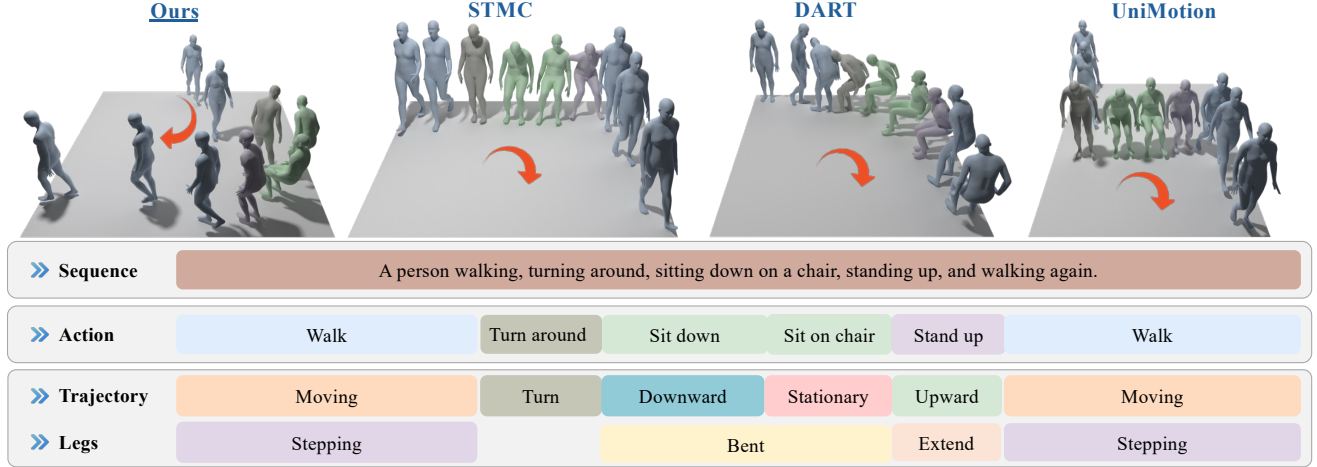 Ours STMC DART UniMotion
Sequence A person walking, turning around, sitting down on a chair, standing up, and walking again.
Action Walk Turn around Sit down Sit on chair Stand up Walk
Trajectory Moving Turn Downward Stationary Upward Moving
Legs Stepping Bent Extend Stepping